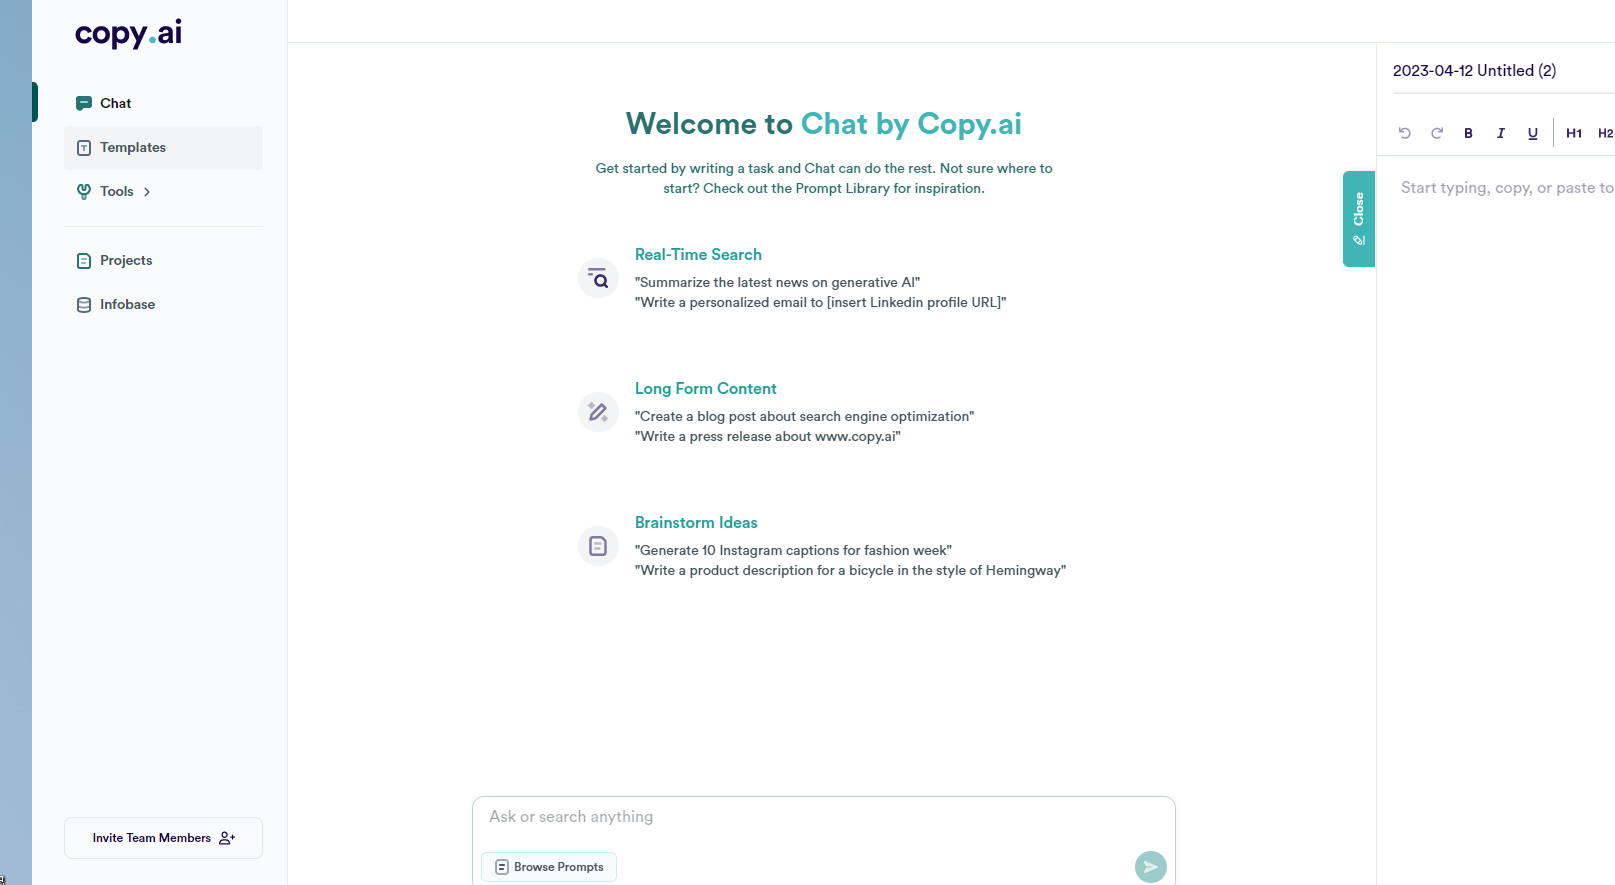 copy.ai
Chat
Templates
Tools
Projects
Infobase
Invite Team Members
Welcome to Chat by Copy.ai
Get started by writing a task and Chat can do the rest. Not sure where to
start? Check out the Prompt Library for inspiration.
Real-Time Search
"Summarize the latest news on generative AI"
"Write a personalized email to [insert Linkedin profile URL]"
Long Form Content
"Create a blog post about search engine optimization"
"Write a press release about www.copy.ai"
Brainstorm Ideas
"Generate 10 Instagram captions for fashion week"
"Write a product description for a bicycle in the style of Hemingway"
Ask or search anything
Browse Prompts
Close
2023-04-12 Untitled (2)
B I U H1 H2
Start typing, copy, or paste to